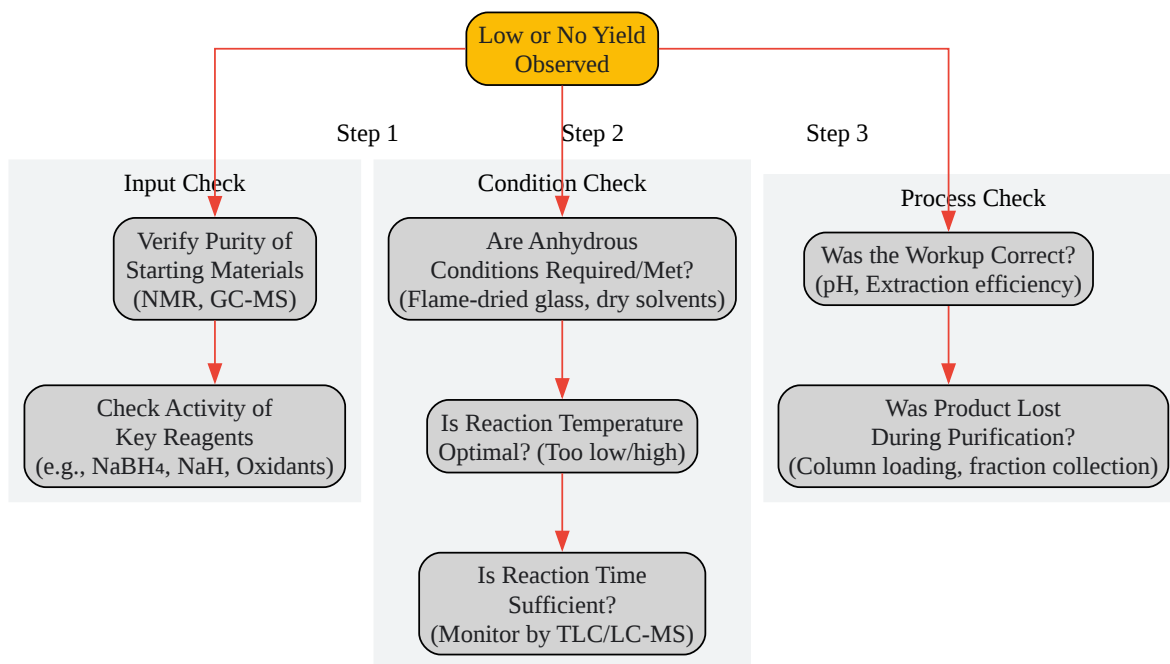 Low or No Yield
Observed
Step 1
Step 2
Step 3
Input Check
Verify Purity of
Starting Materials
(NMR, GC-MS)
Check Activity of
Key Reagents
(e.g., NaBH₄, NaH, Oxidants)
Condition Check
Are Anhydrous
Conditions Required/Met?
(Flame-dried glass, dry solvents)
Is Reaction Temperature
Optimal? (Too low/high)
Is Reaction Time
Sufficient?
(Monitor by TLC/LC-MS)
Process Check
Was the Workup Correct?
(pH, Extraction efficiency)
Was Product Lost
During Purification?
(Column loading, fraction collection)